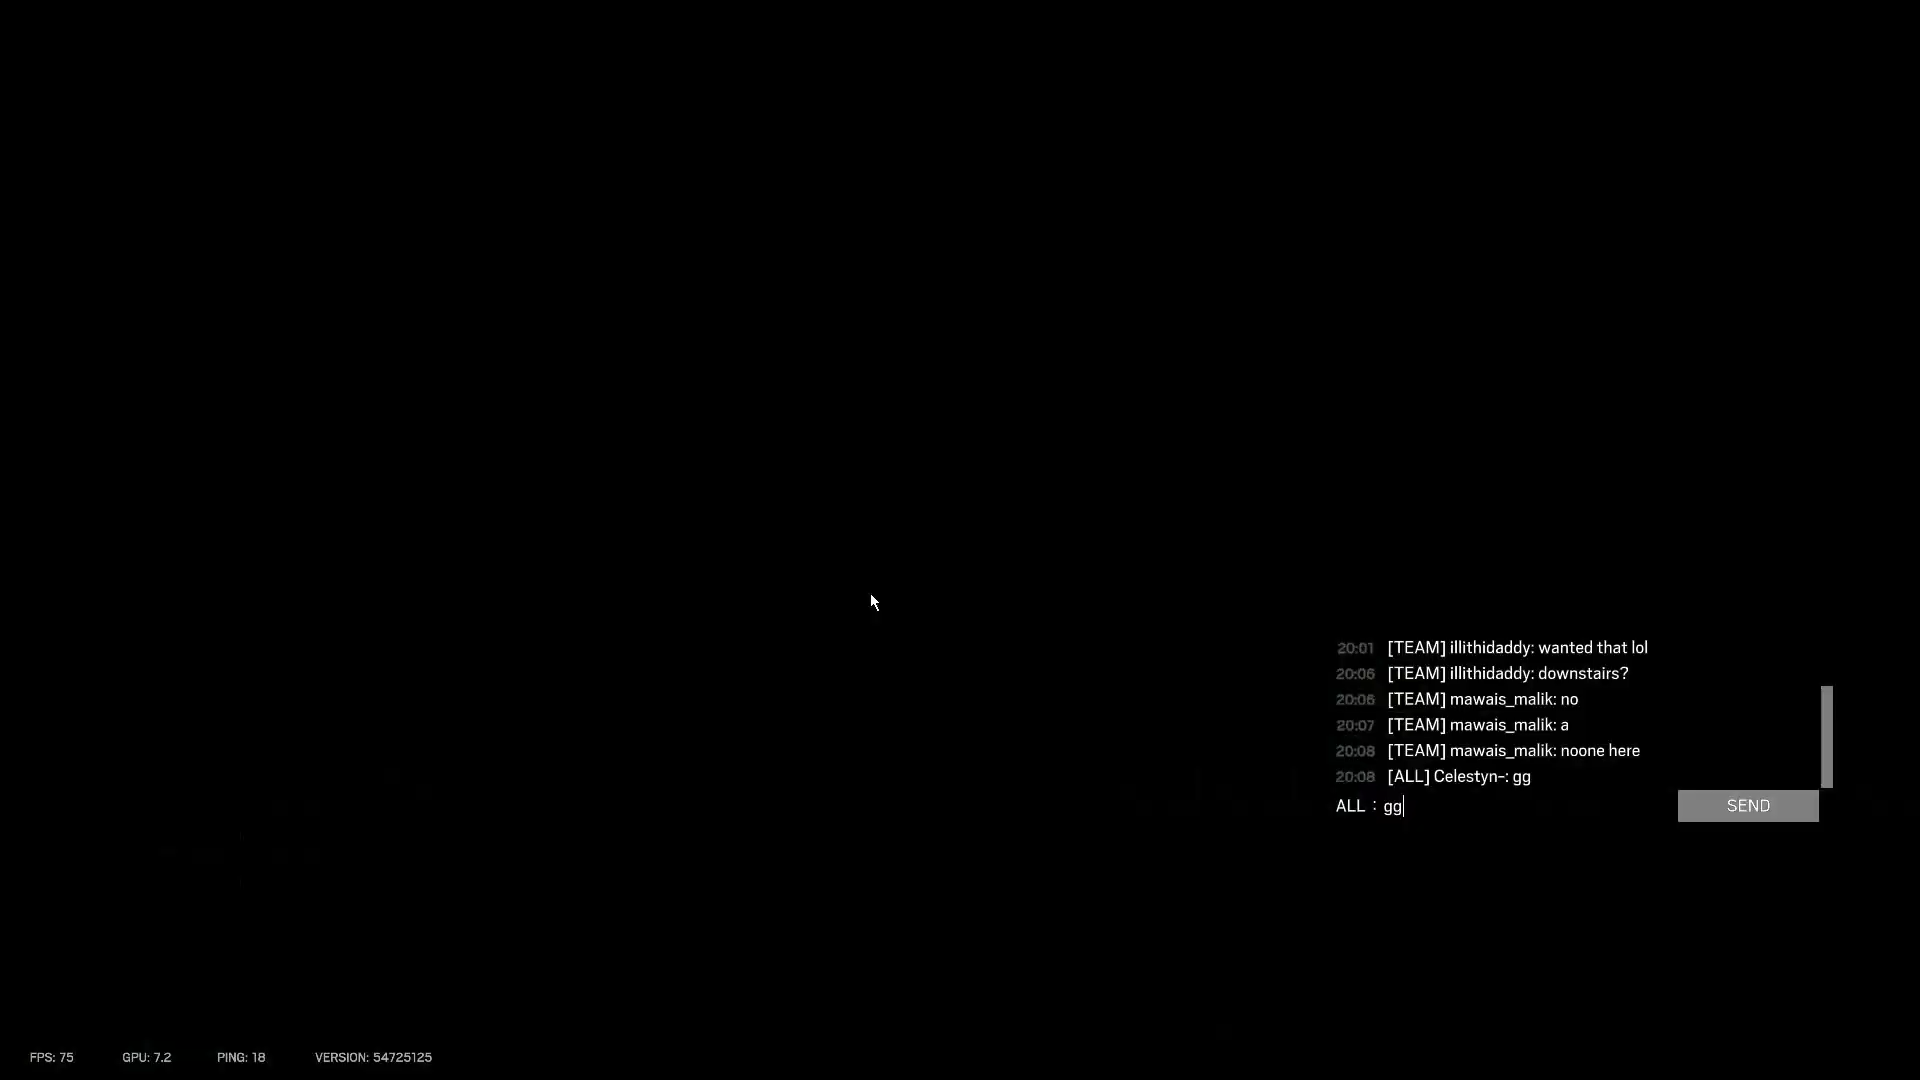 20:01 [TEAM] illithidaddy: wanted that lol
20:06 [TEAM] illithidaddy: downstairs?
20:06 [TEAM] mawais_malik: no
20:07 [TEAM] mawais_malik: a
20:08 [TEAM] mawais_malik: noone here
20:08 [ALL] Celestyn-: gg
ALL : gg SEND
FPS: 75 GPU: 7.2 PING: 18 VERSION: 54725125